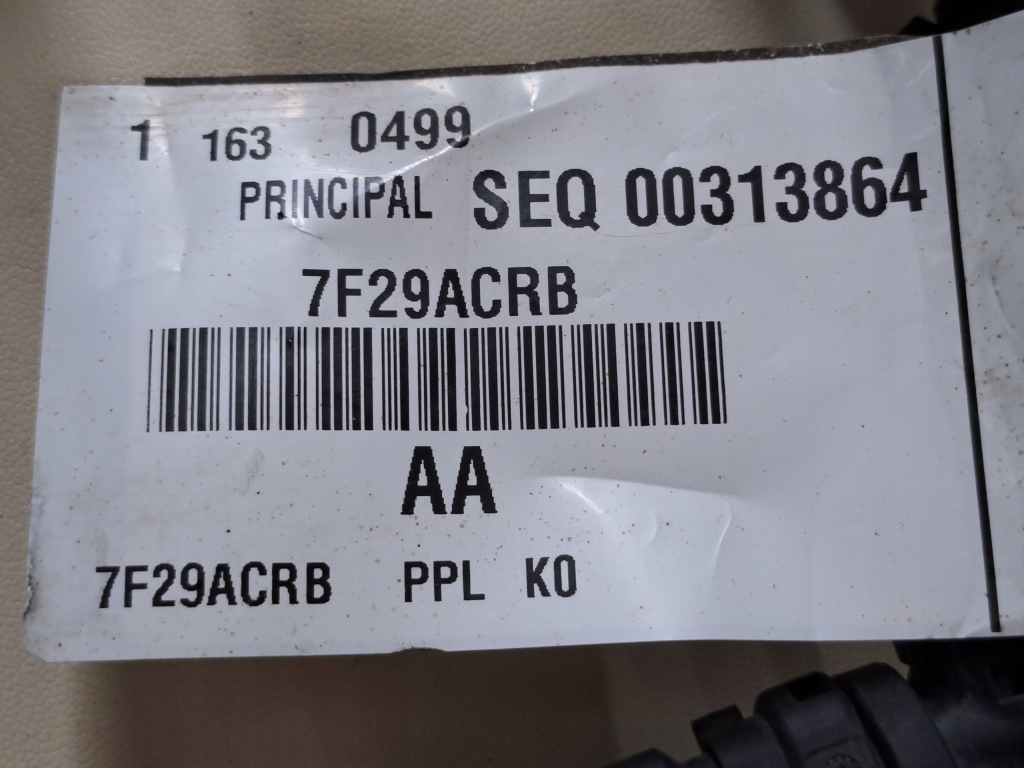 1 163 0499
PRINCIPAL SEQ 00313864
7F29ACRB
AA
7F29ACRB PPL K0